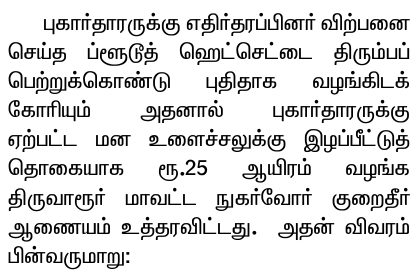 புகார்தாரருக்கு எதிர்தரப்பினர் விற்பனை
செய்த ப்ளூடூத் ஹெட்செட்டை திரும்பப்
பெற்றுக்கொண்டு புதிதாக வழங்கிடக்
கோரியும் அதனால் புகார்தாரருக்கு
ஏற்பட்ட மன உளைச்சலுக்கு இழப்பீட்டுத்
தொகையாக ரூ.25 ஆயிரம் வழங்க
திருவாரூர் மாவட்ட நுகர்வோர் குறைதீர்
ஆணையம் உத்தரவிட்டது. அதன் விவரம்
பின்வருமாறு: